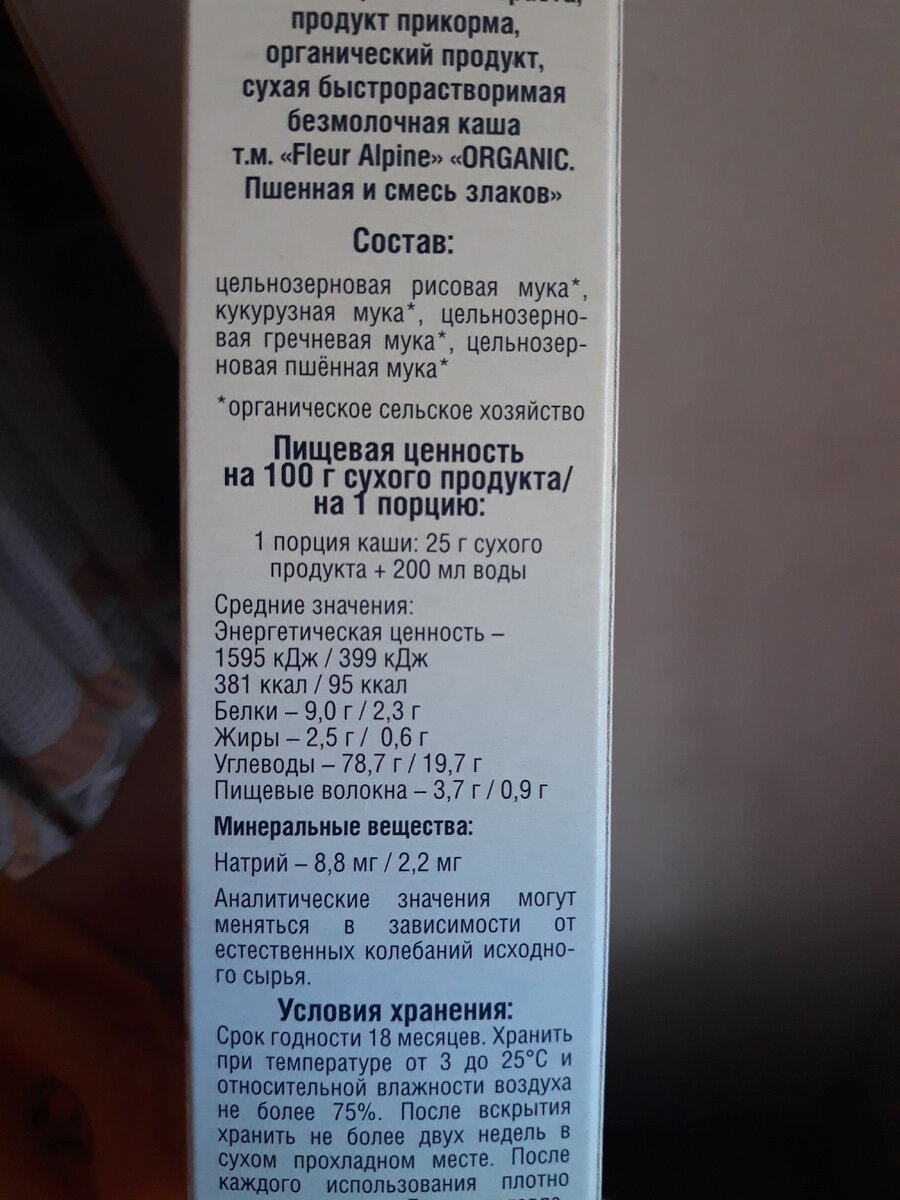 продукт прикорма,
органический продукт,
сухая быстрорастворимая
безмолочная каша
т.м. «Fleur Alpine» «ORGANIC.
Пшенная и смесь злаков»
Состав:
цельнозерновая рисовая мука*,
кукурузная мука*, цельнозерно-
вая гречневая мука*, цельнозер-
новая пшённая мука*
*органическое сельское хозяйство
Пищевая ценность
на 100 г сухого продукта/
на 1 порцию:
1 порция каши: 25 г сухого
продукта + 200 мл воды
Средние значения:
Энергетическая ценность –
1595 кДж / 399 кДж
381 ккал / 95 ккал
Белки – 9,0 г / 2,3 г
Жиры – 2,5 г / 0,6 г
Углеводы – 78,7 г / 19,7 г
Пищевые волокна – 3,7 г / 0,9 г
Минеральные вещества:
Натрий – 8,8 мг / 2,2 мг
Аналитические значения могут
меняться в зависимости от
естественных колебаний исходно-
го сырья.
Условия хранения:
Срок годности 18 месяцев. Хранить
при температуре от 3 до 25°С и
относительной влажности воздуха
не более 75%. После вскрытия
хранить не более двух недель в
сухом прохладном месте. После
каждого использования плотно